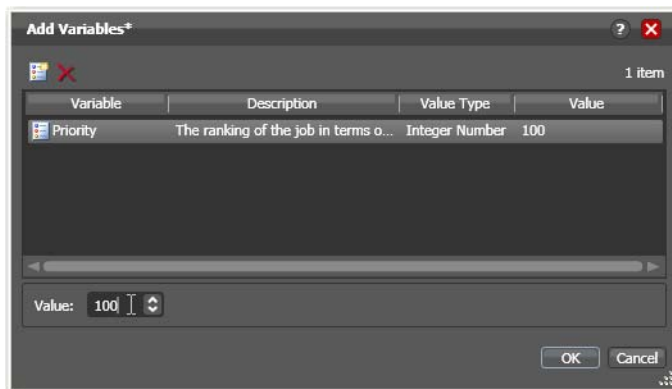 Add Variables*
?
1 item
Variable Description Value Type Value
Priority The ranking of the job in terms o... Integer Number 100
Value: 100
OK Cancel